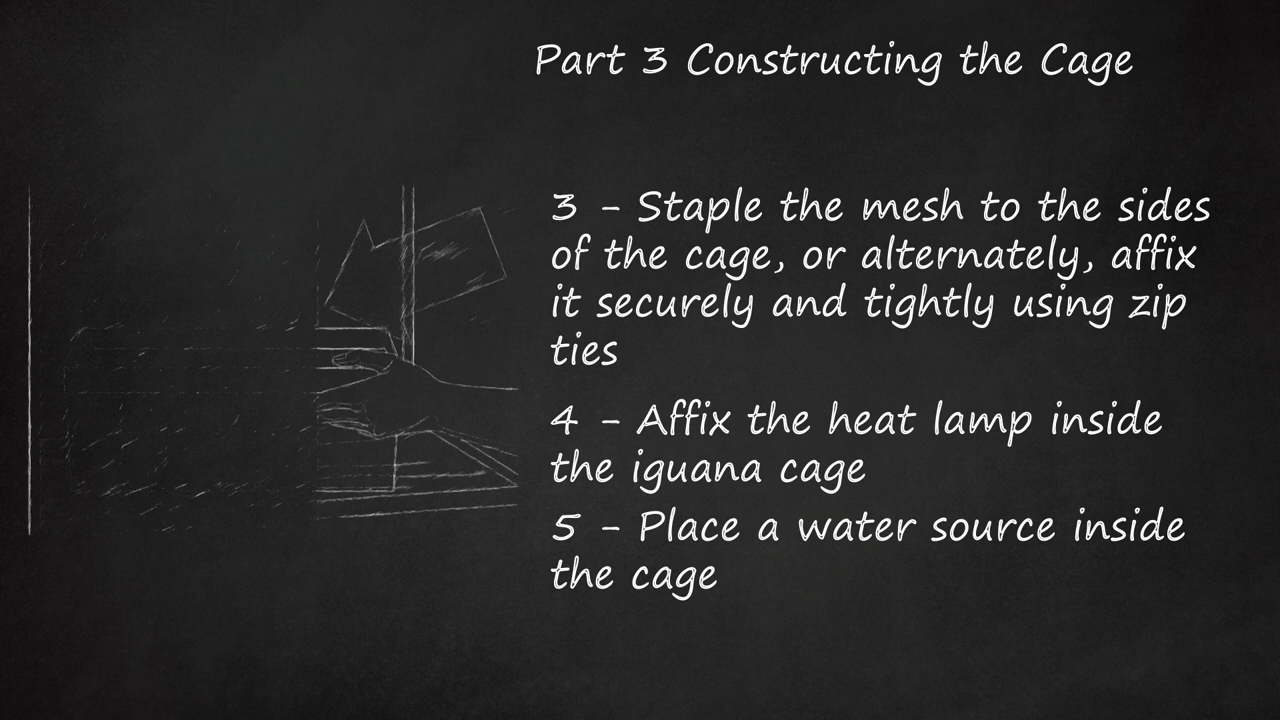 Part 3 Constructing the Cage
3 - Staple the mesh to the sides
of the cage, or alternately, affix
it securely and tightly using zip
ties
4 - Affix the heat lamp inside
the iguana cage
5 - Place a water source inside
the cage